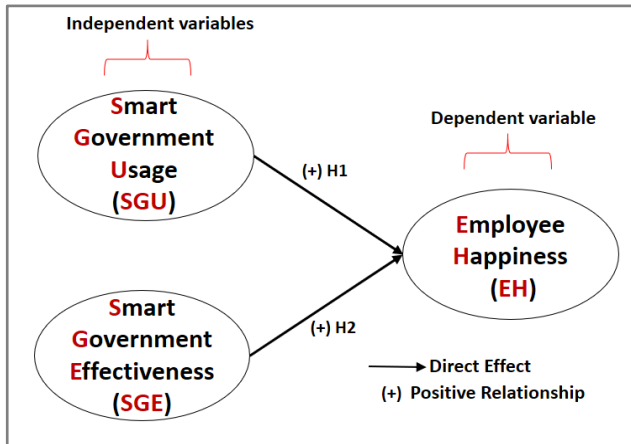 Independent variables
Smart
Government
Usage
(SGU)
(+) H1
Dependent variable
Employee
Happiness
(EH)
Smart
Government
Effectiveness
(SGE)
(+) H2
Direct Effect
(+) Positive Relationship